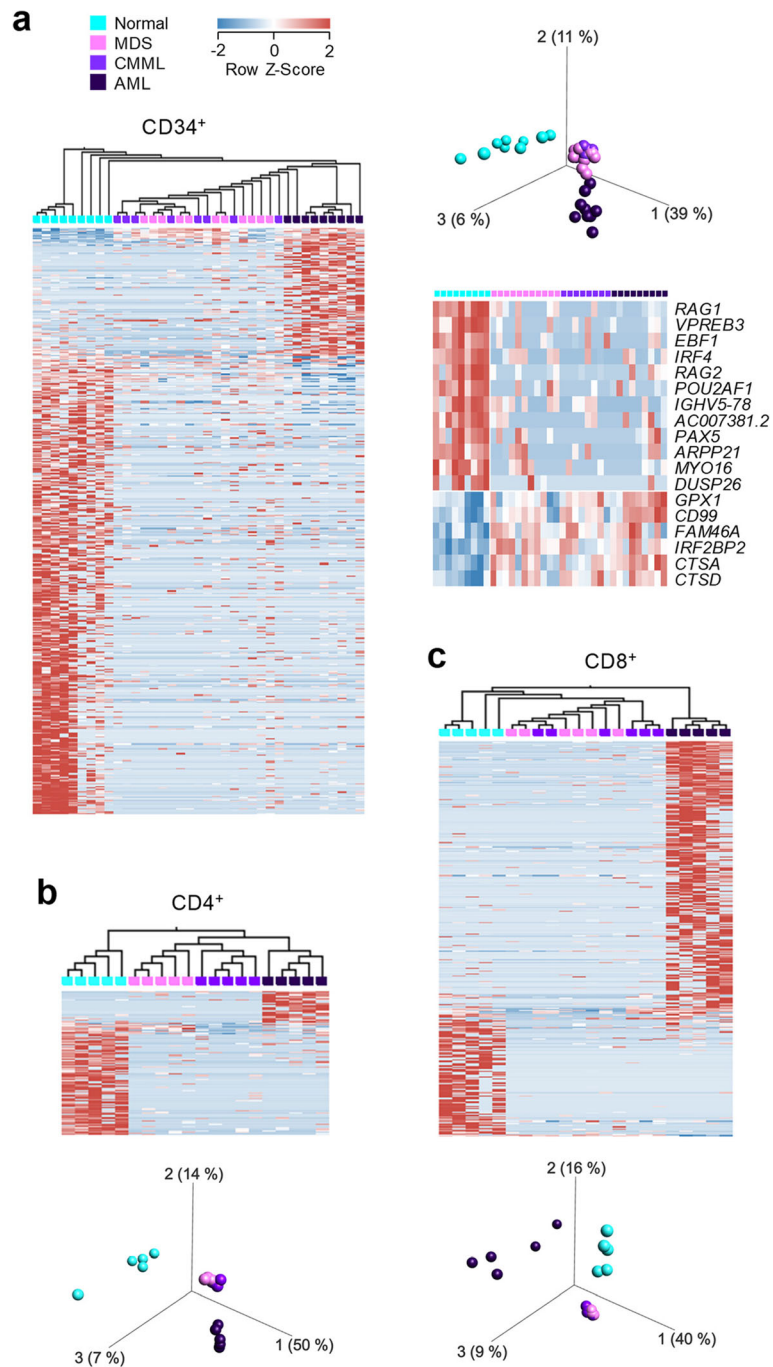 a
Normal
MDS
CMML
AML
-2 0 2
Row Z-Score
CD34+
2 (11 %)
3 (6 %)
1 (39 %)
RAG1
VPREB3
EBF1
IRF4
RAG2
POU2AF1
IGHV5-78
AC007381.2
PAX5
ARPP21
MYO16
DUSP26
GPX1
CD99
FAM46A
IRF2BP2
CTSA
CTSD
c
CD8+
b
CD4+
2 (14 %)
3 (7 %)
1 (50 %)
2 (16 %)
3 (9 %)
1 (40 %)